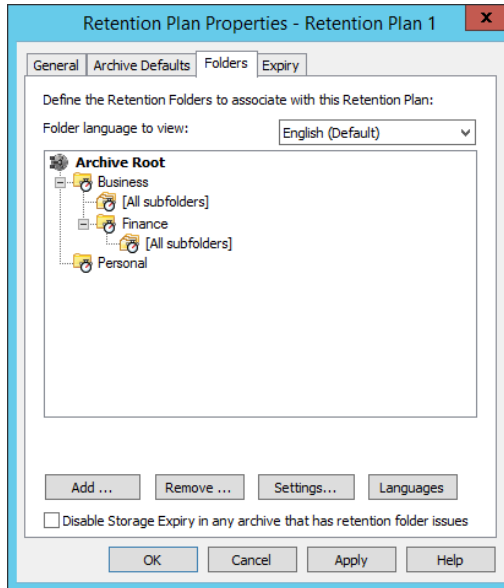 Retention Plan Properties - Retention Plan 1
x
General Archive Defaults Folders Expiry
Define the Retention Folders to associate with this Retention Plan:
Folder language to view: English (Default)
Archive Root
Business
[All subfolders]
Finance
[All subfolders]
Personal
Add ... Remove ... Settings... Languages
Disable Storage Expiry in any archive that has retention folder issues
OK Cancel Apply Help